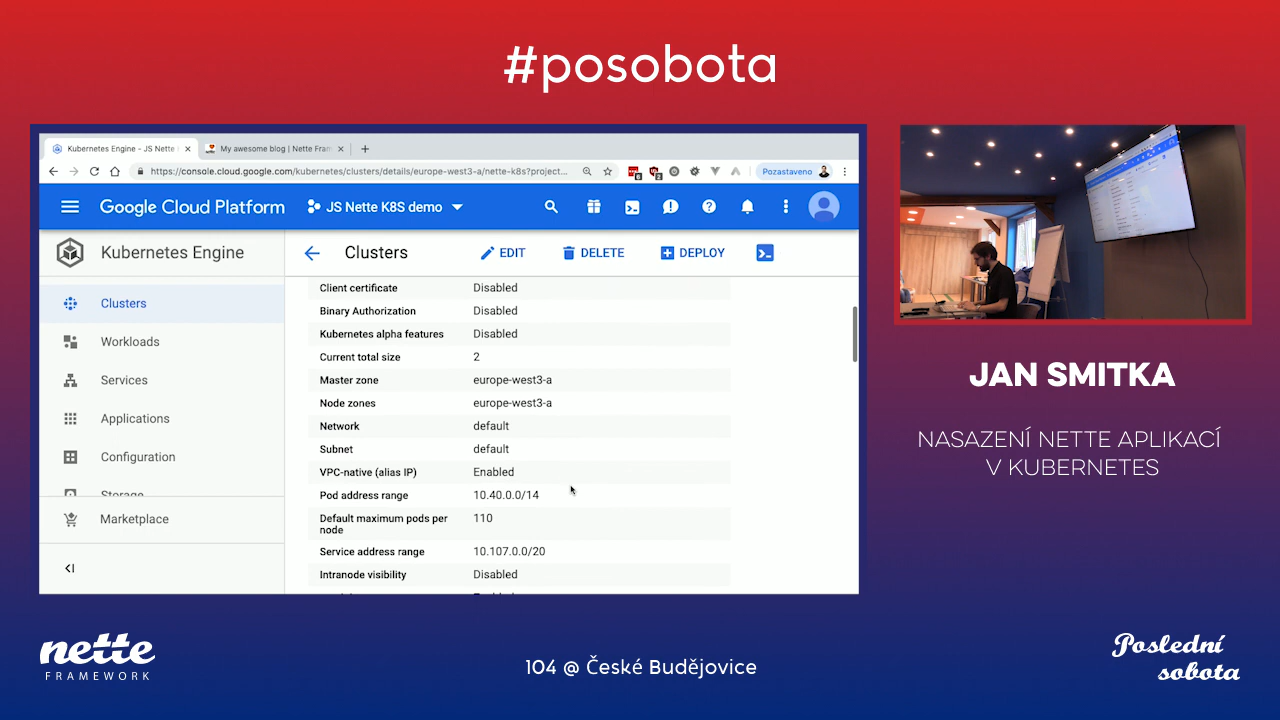 #posobota
Kubernetes Engine - JS Nette
My awesome blog | Nette Fram
https://console.cloud.google.com/kubernetes/clusters/details/europe-west3-a/nette-k8s?project...
Pozastaveno
Google Cloud Platform
JS Nette K8S demo
Kubernetes Engine
Clusters
EDIT
DELETE
DEPLOY
Clusters
Workloads
Services
Applications
Configuration
Storage
Marketplace
Client certificate Disabled
Binary Authorization Disabled
Kubernetes alpha features Disabled
Current total size 2
Master zone europe-west3-a
Node zones europe-west3-a
Network default
Subnet default
VPC-native (alias IP) Enabled
Pod address range 10.40.0.0/14
Default maximum pods per 110
node
Service address range 10.107.0.0/20
Intranode visibility Disabled
JAN SMITKA
NASAZENÍ NETTE APLIKACÍ
V KUBERNETES
nette
FRAMEWORK
104 @ České Budějovice
Poslední
sobota